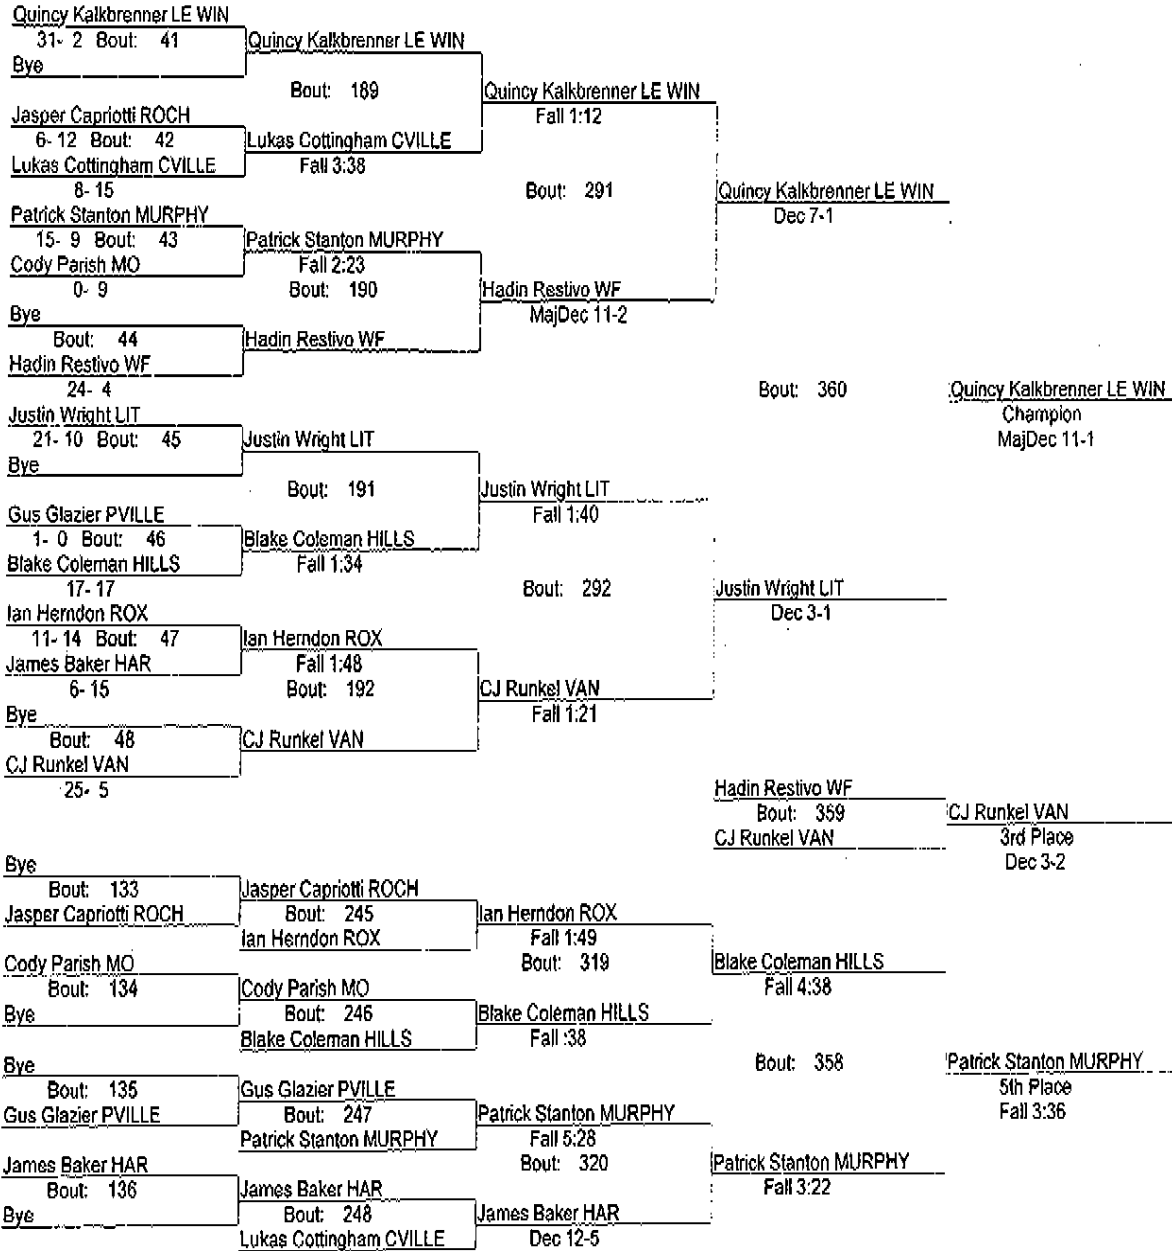 Quincy Kalkbrenner LE WIN
31- 2 Bout: 41
Quincy Kalkbrenner LE WIN
Bye
Bout: 189
Quincy Kalkbrenner LE WIN
Jasper Capriotti ROCH
Fall 1:12
6- 12 Bout: 42
Lukas Cottingham CVILLE
Lukas Cottingham CVILLE
Fall 3:38
8- 15
Bout: 291
Quincy Kalkbrenner LE WIN
Dec 7-1
Patrick Stanton MURPHY
15- 9 Bout: 43
Patrick Stanton MURPHY
Cody Parish MO
Fall 2:23
0- 9
Bout: 190
Hadin Restivo WF
MajDec 11-2
Bye
Bout: 44
Hadin Restivo WF
Hadin Restivo WF
24- 4
Bout: 360
Quincy Kalkbrenner LE WIN
Champion
MajDec 11-1
Justin Wright LIT
21- 10 Bout: 45
Justin Wright LIT
Bye
Bout: 191
Justin Wright LIT
Fall 1:40
Gus Glazier PVILLE
1- 0 Bout: 46
Blake Coleman HILLS
Blake Coleman HILLS
Fall 1:34
17- 17
Bout: 292
Justin Wright LIT
Dec 3-1
Ian Herndon ROX
11- 14 Bout: 47
Ian Herndon ROX
James Baker HAR
Fall 1:48
6- 15
Bout: 192
CJ Runkel VAN
Fall 1:21
Bye
Bout: 48
CJ Runkel VAN
CJ Runkel VAN
25- 5
Hadin Restivo WF
Bout: 359
CJ Runkel VAN
CJ Runkel VAN
3rd Place
Dec 3-2
Bye
Bout: 133
Jasper Capriotti ROCH
Jasper Capriotti ROCH
Bout: 245
Ian Herndon ROX
Ian Herndon ROX
Fall 1:49
Bout: 319
Blake Coleman HILLS
Fall 4:38
Cody Parish MO
Bout: 134
Cody Parish MO
Bye
Bout: 246
Blake Coleman HILLS
Blake Coleman HILLS
Fall :38
Bout: 358
Patrick Stanton MURPHY
5th Place
Fall 3:36
Bye
Bout: 135
Gus Glazier PVILLE
Gus Glazier PVILLE
Bout: 247
Patrick Stanton MURPHY
Patrick Stanton MURPHY
Fall 5:28
Bout: 320
Patrick Stanton MURPHY
Fall 3:22
James Baker HAR
Bout: 136
James Baker HAR
Bye
Bout: 248
James Baker HAR
Lukas Cottingham CVILLE
Dec 12-5